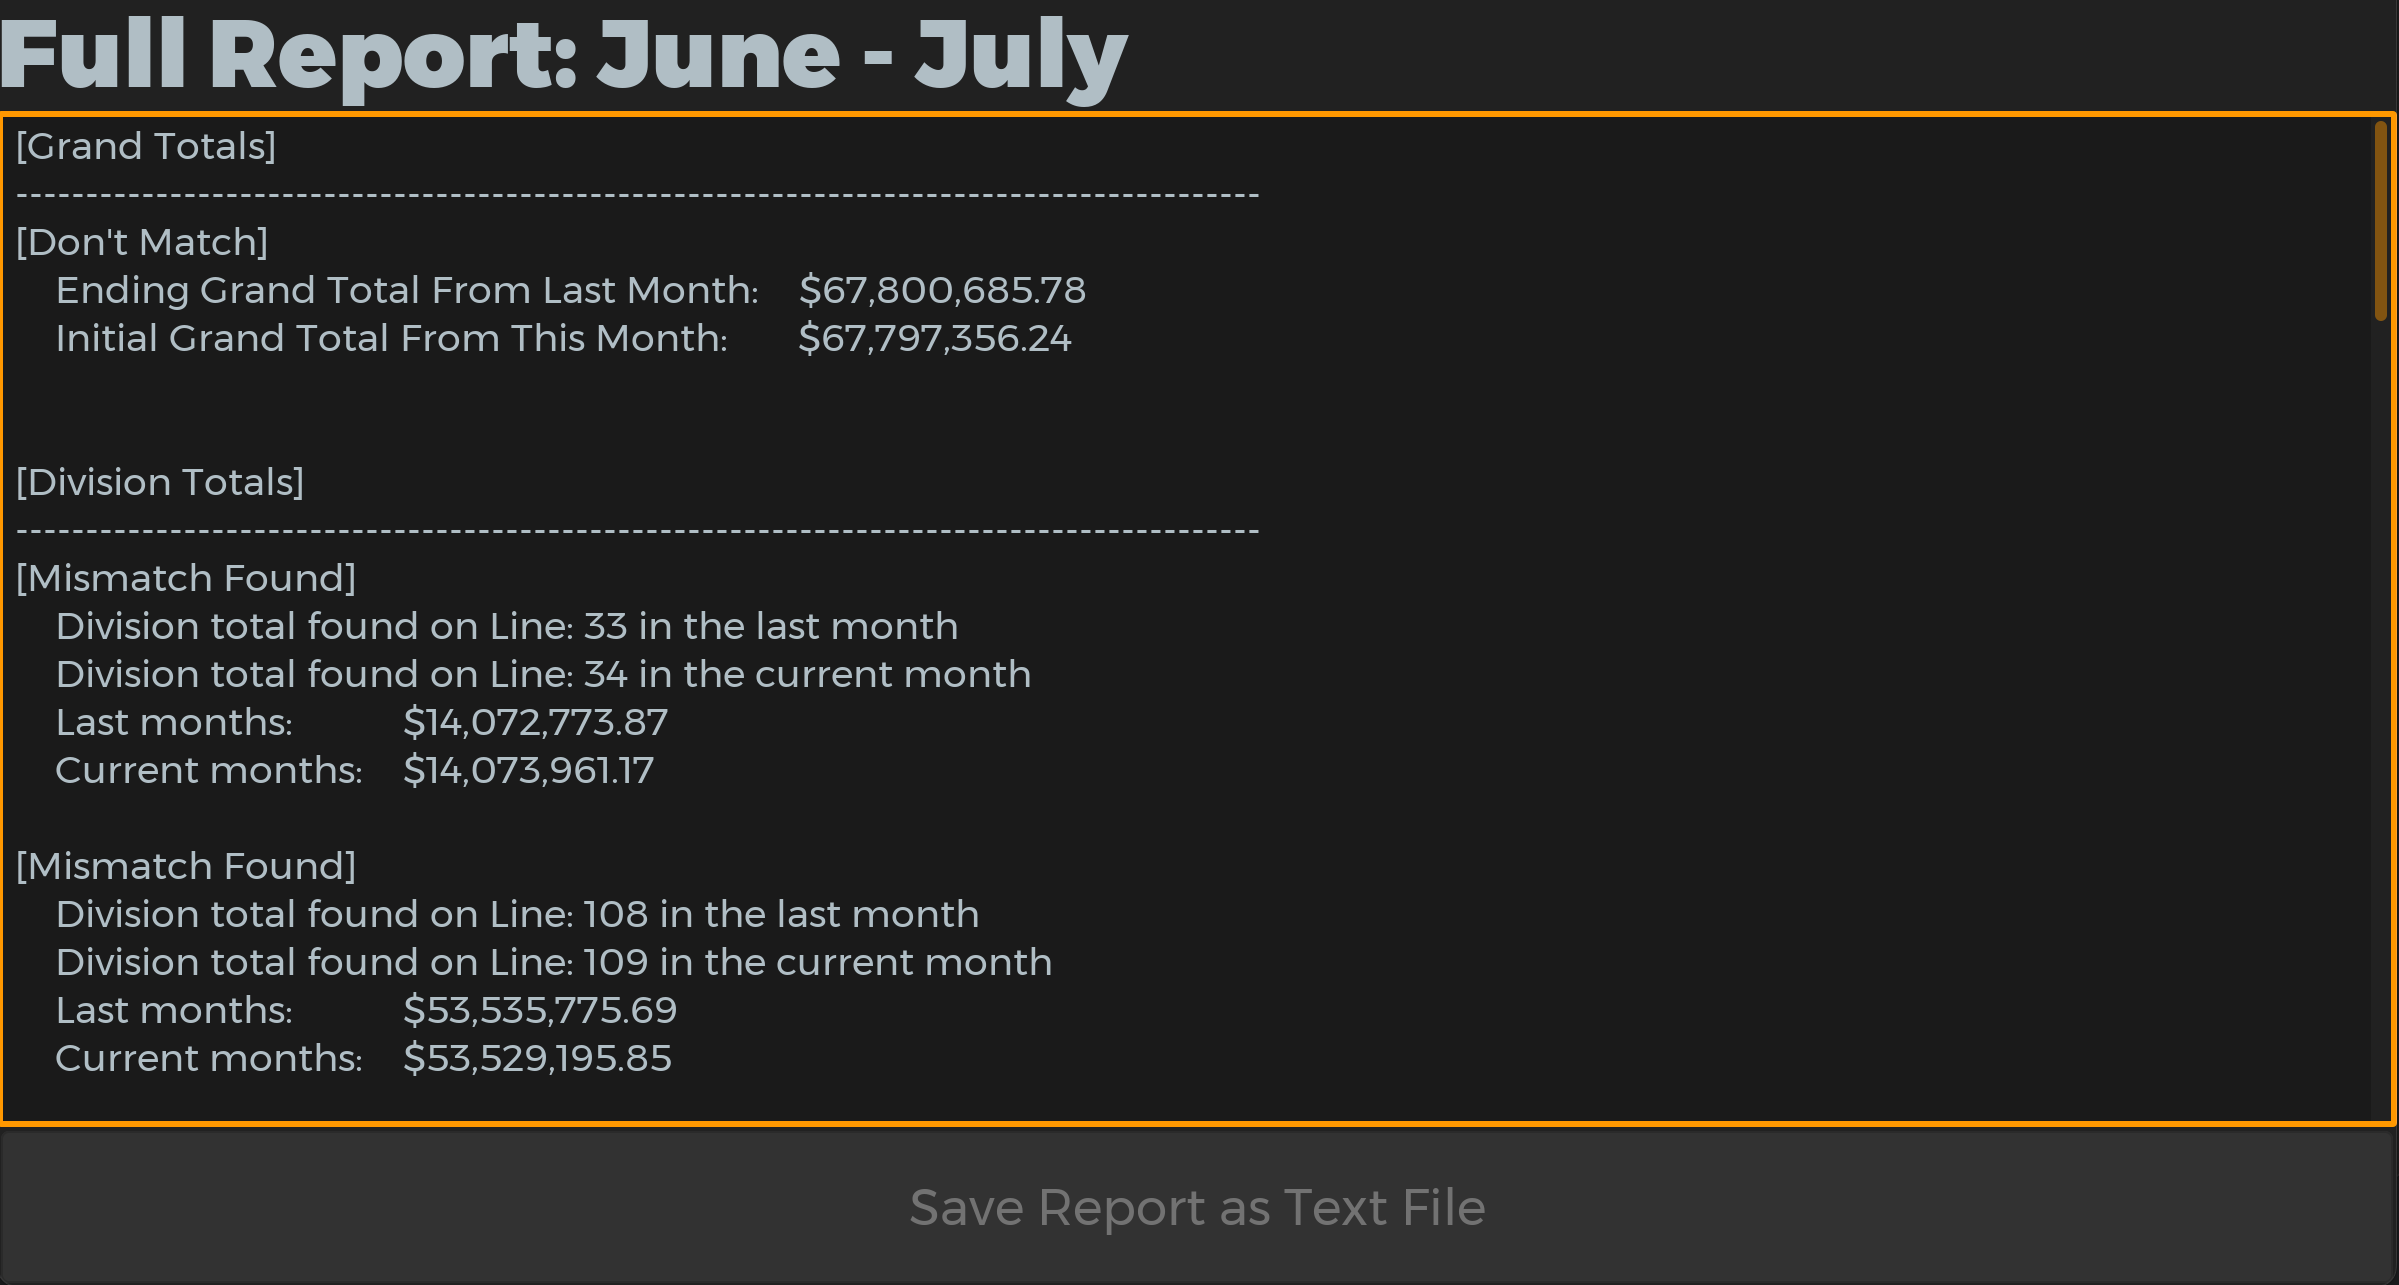 Full Report: June - July
[Grand Totals]
-----------------------------------------------------------------------------------------
[Don't Match]
Ending Grand Total From Last Month: $67,800,685.78
Initial Grand Total From This Month: $67,797,356.24
[Division Totals]
-----------------------------------------------------------------------------------------
[Mismatch Found]
Division total found on Line: 33 in the last month
Division total found on Line: 34 in the current month
Last months: $14,072,773.87
Current months: $14,073,961.17
[Mismatch Found]
Division total found on Line: 108 in the last month
Division total found on Line: 109 in the current month
Last months: $53,535,775.69
Current months: $53,529,195.85
Save Report as Text File